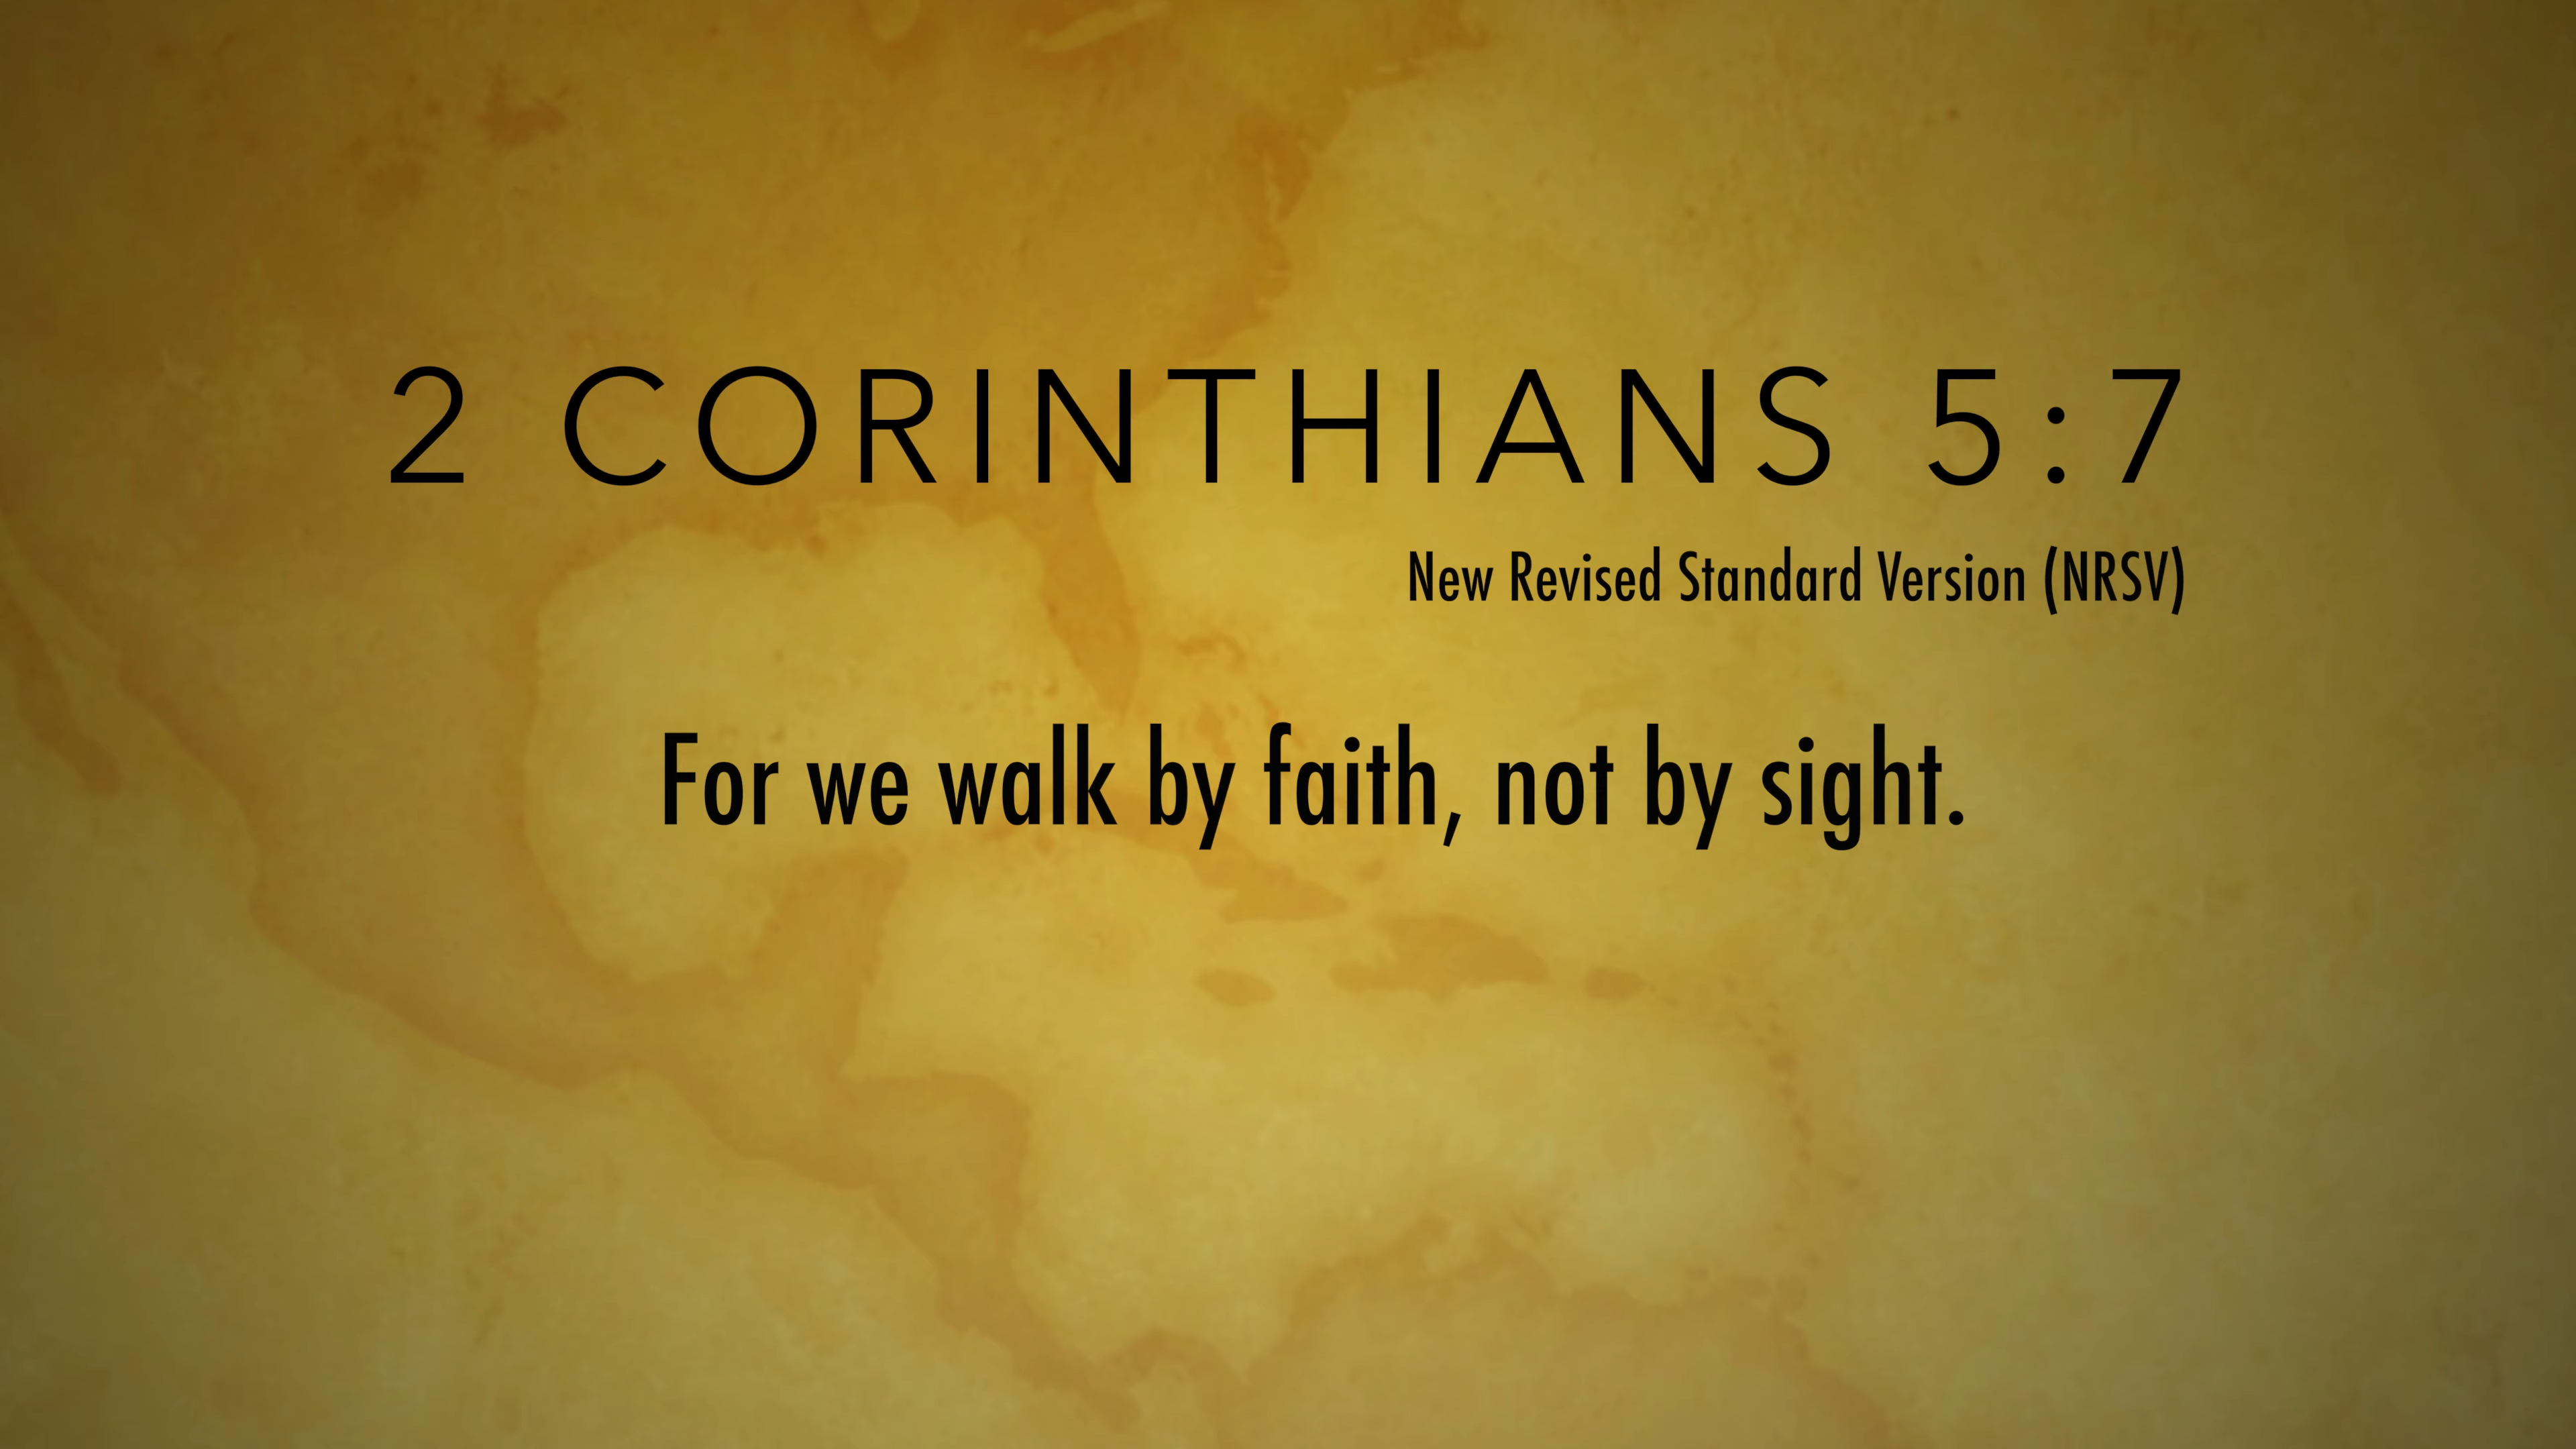 2 CORINTHIANS 5:7
New Revised Standard Version (NRSV)
For we walk by faith, not by sight.